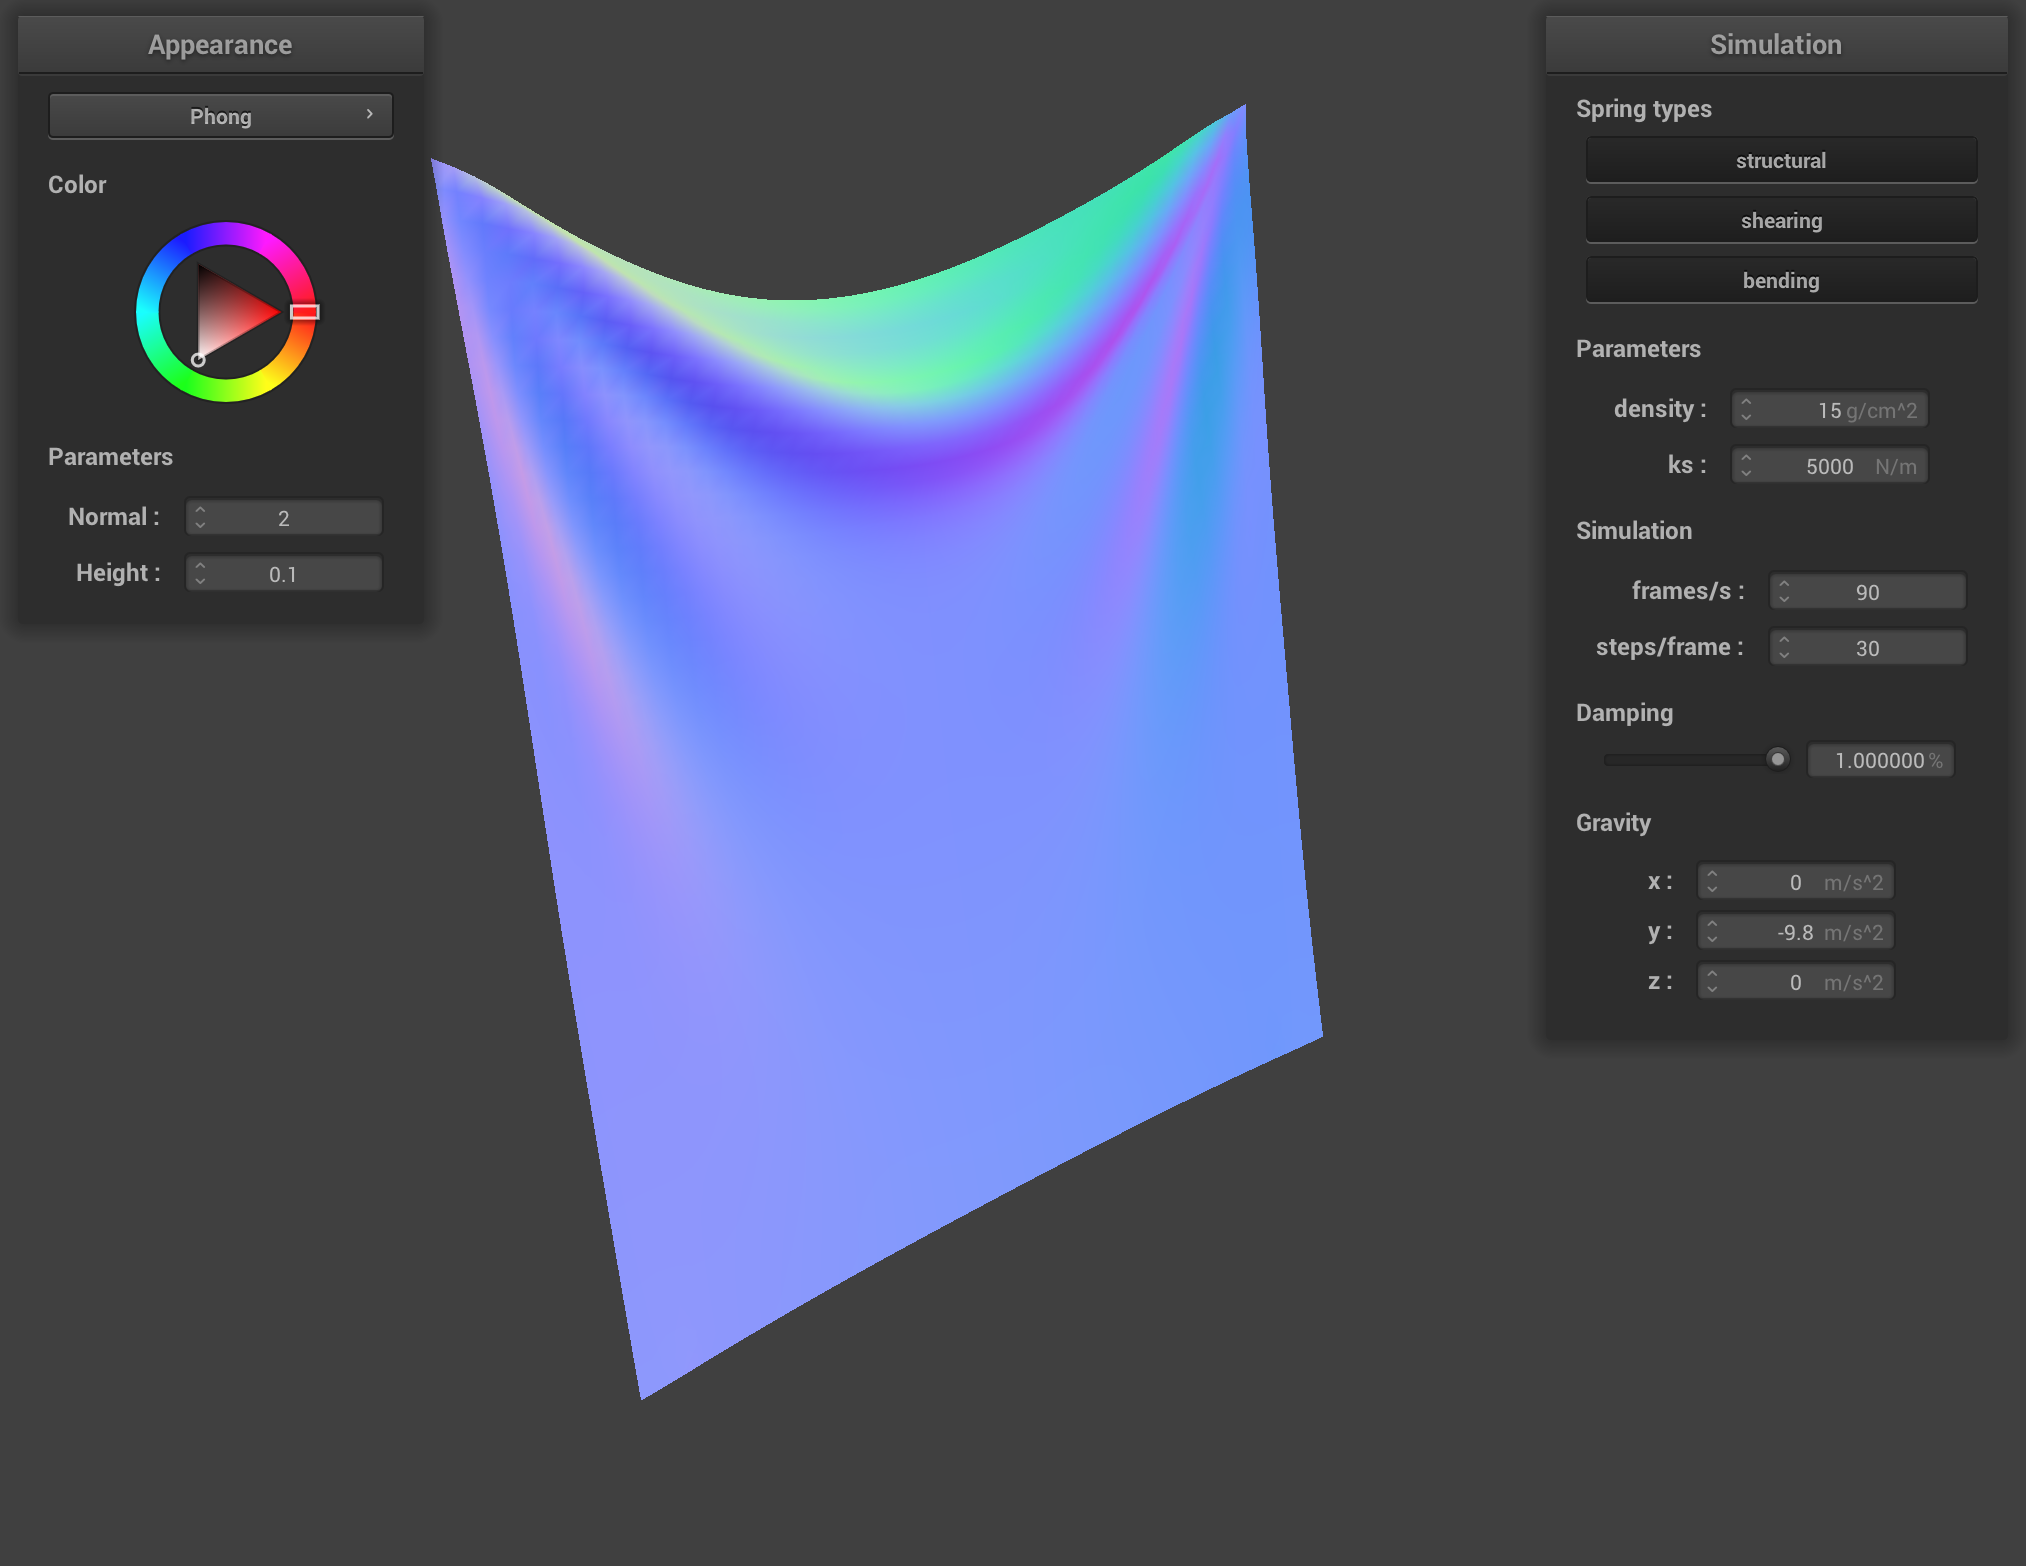 Appearance
Phong
Color
Parameters
Normal : 2
Height : 0.1
Simulation
Spring types
structural
shearing
bending
Parameters
density : 15 g/cm^2
ks : 5000 N/m
Simulation
frames/s : 90
steps/frame : 30
Damping
1.000000 %
Gravity
x : 0 m/s^2
y : -9.8 m/s^2
z : 0 m/s^2